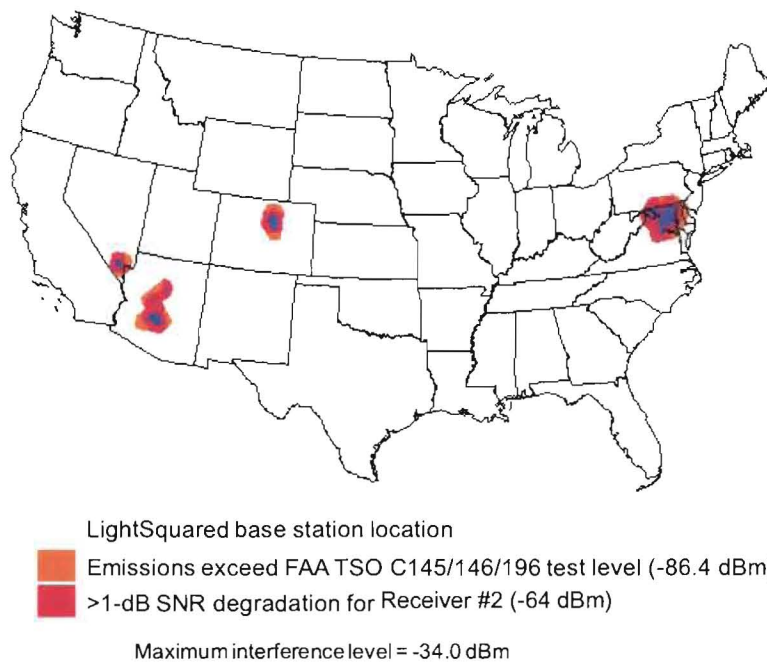 LightSquared base station location
Emissions exceed FAA TSO C145/146/196 test level (-86.4 dBm
>1-dB SNR degradation for Receiver #2 (-64 dBm)
Maximum interference level = -34.0 dBm